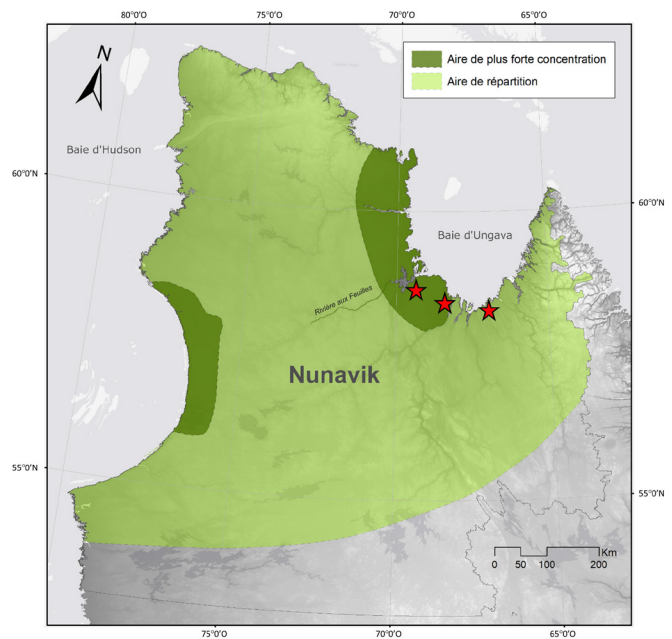 80°0'O
75°0'O
70°0'O
65°0'O
N
Aire de plus forte concentration
Aire de répartition
Baie d'Hudson
60°0'N
60°0'N
Baie d'Ungava
Rivière aux Feuilles
Nunavik
55°0'N
55°0'N
0 50 100 200 Km
75°0'O
70°0'O
65°0'O